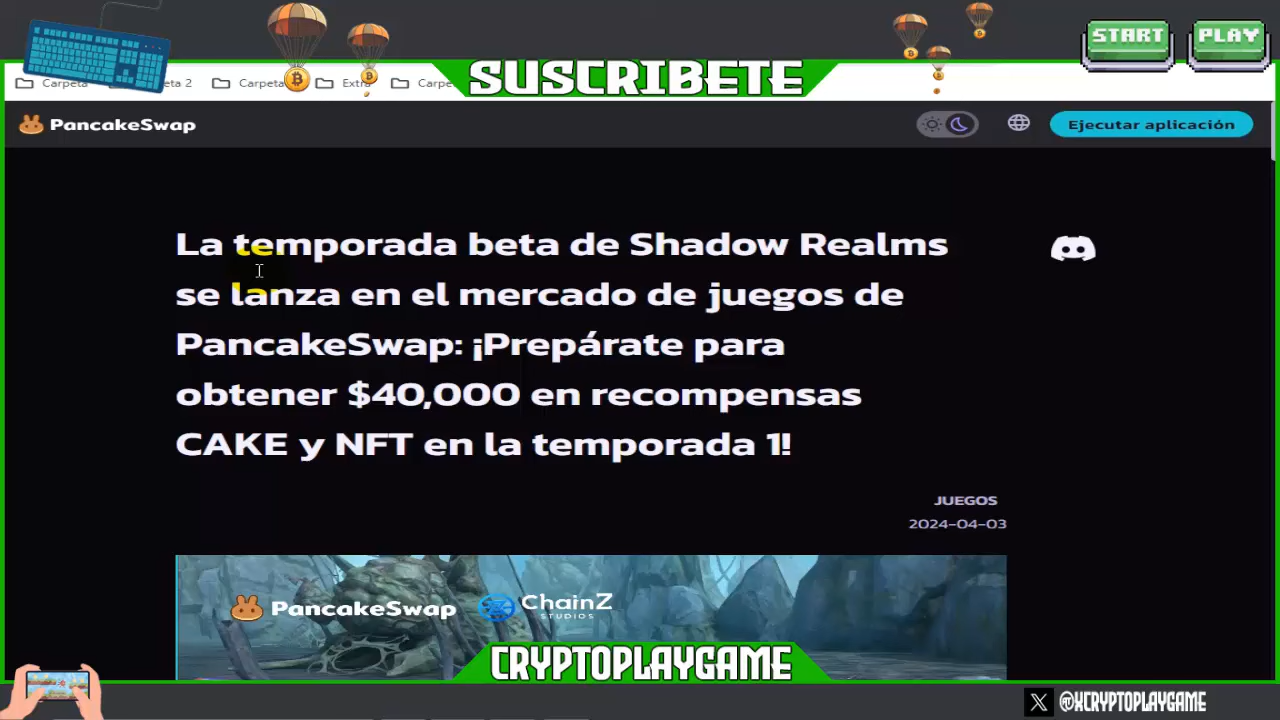 START
PLAY
SUSCRIBETE
Carpeta
Carpeta
Extra
PancakeSwap
Ejecutar aplicación
La temporada beta de Shadow Realms
se lanza en el mercado de juegos de
PancakeSwap: ¡Prepárate para
obtener $40,000 en recompensas
CAKE y NFT en la temporada 1!
JUEGOS
2024-04-03
PancakeSwap
ChainZ
STUDIOS
CRYPTOPLAYGAME
@XCRYPTOPLAYGAME